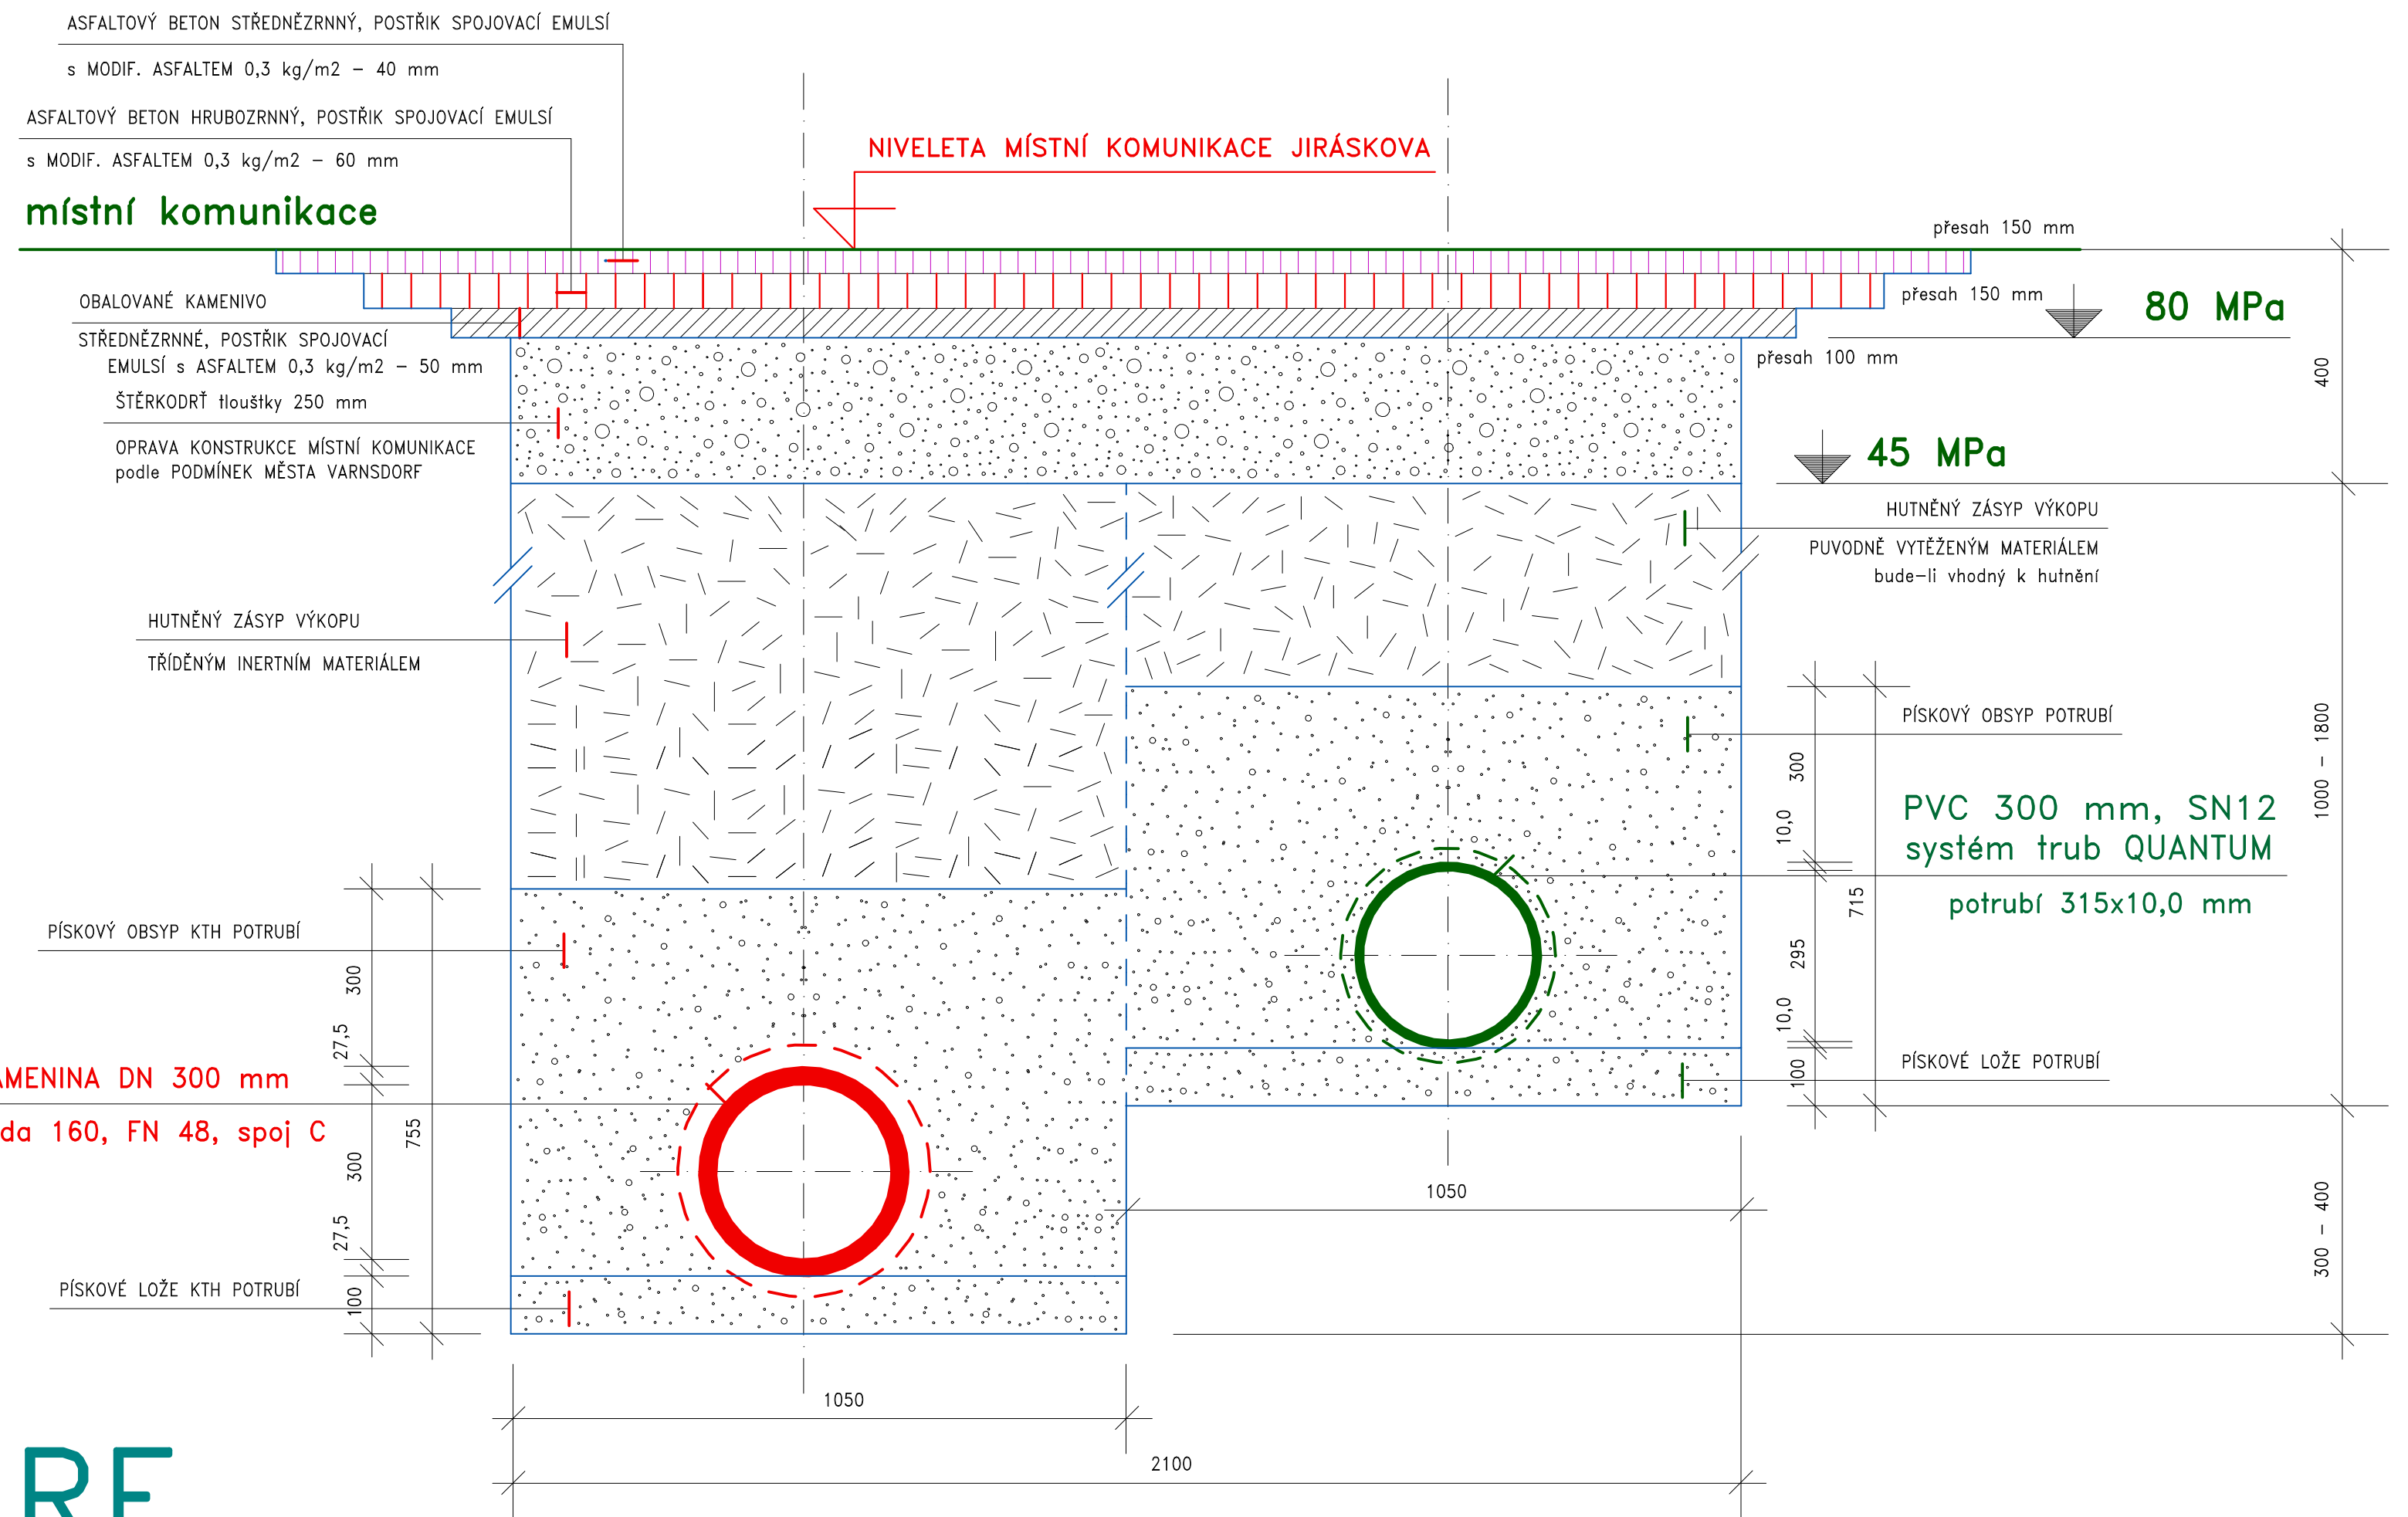 ASFALTOVÝ BETON STŘEDNĚZRNNÝ, POSTŘIK SPOJOVACÍ EMULSÍ
s MODIF. ASFALTEM 0,3 kg/m2 - 40 mm
ASFALTOVÝ BETON HRUBOZRNNÝ, POSTŘIK SPOJOVACÍ EMULSÍ
s MODIF. ASFALTEM 0,3 kg/m2 - 60 mm
NIVELETA MÍSTNÍ KOMUNIKACE JIRÁSKOVA
místní komunikace
přesah 150 mm
přesah 150 mm
80 MPa
OBALOVANÉ KAMENIVO
STŘEDNĚZRNNÉ, POSTŘIK SPOJOVACÍ
EMULSÍ s ASFALTEM 0,3 kg/m2 - 50 mm
přesah 100 mm
400
ŠTĚRKODRŤ tloušťky 250 mm
OPRAVA KONSTRUKCE MÍSTNÍ KOMUNIKACE
podle PODMÍNEK MĚSTA VARNSDORF
45 MPa
HUTNĚNÝ ZÁSYP VÝKOPU
PUVODNĚ VYTĚŽENÝM MATERIÁLEM
bude-li vhodný k hutnění
HUTNĚNÝ ZÁSYP VÝKOPU
TŘÍDĚNÝM INERTNÍM MATERIÁLEM
PÍSKOVÝ OBSYP POTRUBÍ
300
1000 - 1800
10,0
PVC 300 mm, SN12
systém trub QUANTUM
potrubí 315x10,0 mm
715
295
10,0
100
PÍSKOVÉ LOŽE POTRUBÍ
PÍSKOVÝ OBSYP KTH POTRUBÍ
300
27,5
AMENINA DN 300 mm
da 160, FN 48, spoj C
755
300
27,5
100
PÍSKOVÉ LOŽE KTH POTRUBÍ
1050
300 - 400
1050
2100
RF